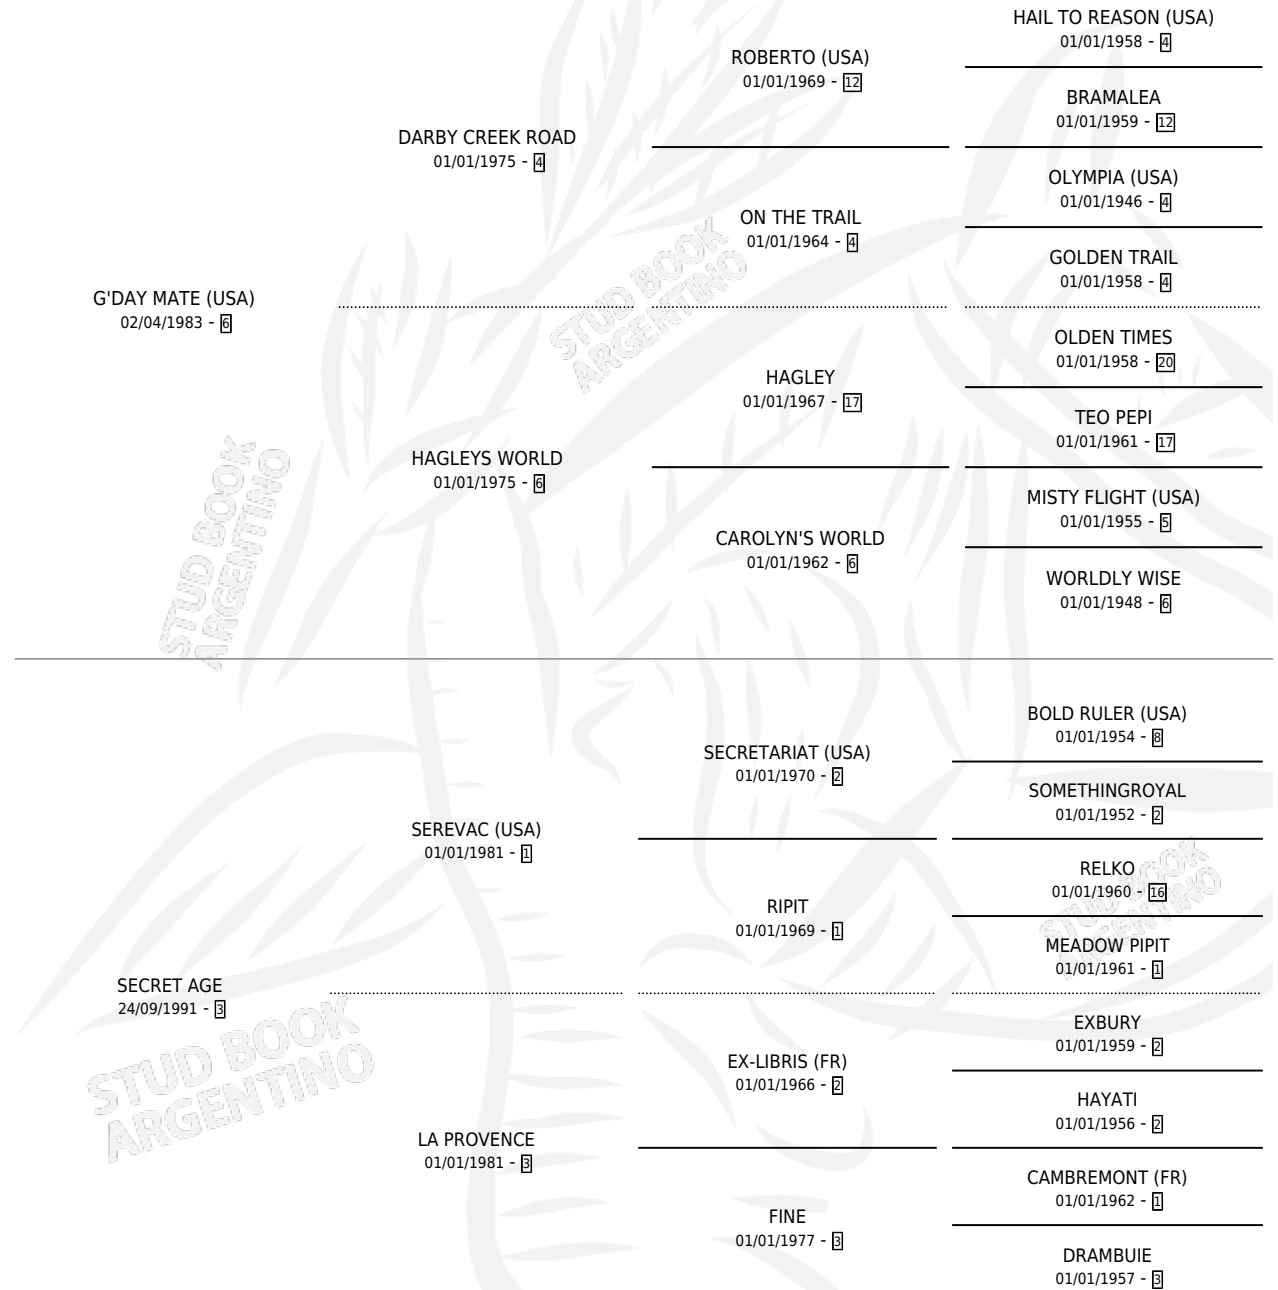 HAIL TO REASON (USA)
01/01/1958 - 4
ROBERTO (USA)
01/01/1969 - 12
BRAMALEA
01/01/1959 - 12
DARBY CREEK ROAD
01/01/1975 - 4
OLYMPIA (USA)
01/01/1946 - 4
ON THE TRAIL
01/01/1964 - 4
GOLDEN TRAIL
01/01/1958 - 4
G'DAY MATE (USA)
02/04/1983 - 6
OLDEN TIMES
01/01/1958 - 20
HAGLEY
01/01/1967 - 17
TEO PEPI
01/01/1961 - 17
HAGLEYS WORLD
01/01/1975 - 6
MISTY FLIGHT (USA)
01/01/1955 - 5
CAROLYN'S WORLD
01/01/1962 - 6
WORLDLY WISE
01/01/1948 - 6
STUD BOOK
ARGENTINO
STUD BOOK
ARGENTINO
BOLD RULER (USA)
01/01/1954 - 8
SECRETARIAT (USA)
01/01/1970 - 2
SOMETHINGROYAL
01/01/1952 - 2
SEREVAC (USA)
01/01/1981 - 1
RELKO
01/01/1960 - 16
RIPIT
01/01/1969 - 1
MEADOW PIPIT
01/01/1961 - 1
SECRET AGE
24/09/1991 - 3
EXBURY
01/01/1959 - 2
EX-LIBRIS (FR)
01/01/1966 - 2
HAYATI
01/01/1956 - 2
LA PROVENCE
01/01/1981 - 3
CAMBREMONT (FR)
01/01/1962 - 1
FINE
01/01/1977 - 3
DRAMBUIE
01/01/1957 - 3
STUD BOOK
ARGENTINO
STUD BOOK
ARGENTINO